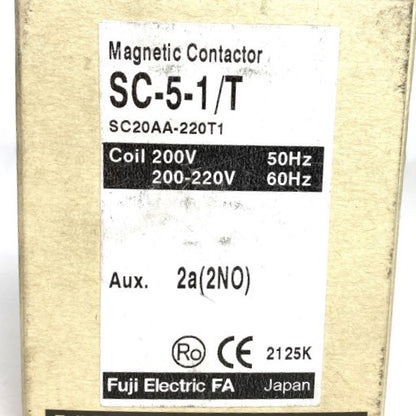 Magnetic Contactor
SC-5-1/T
SC20AA-220T1
Coil 200V 50Hz
200-220V 60Hz
Aux. 2a(2NO)
Ro CE 2125K
Fuji Electric FA Japan